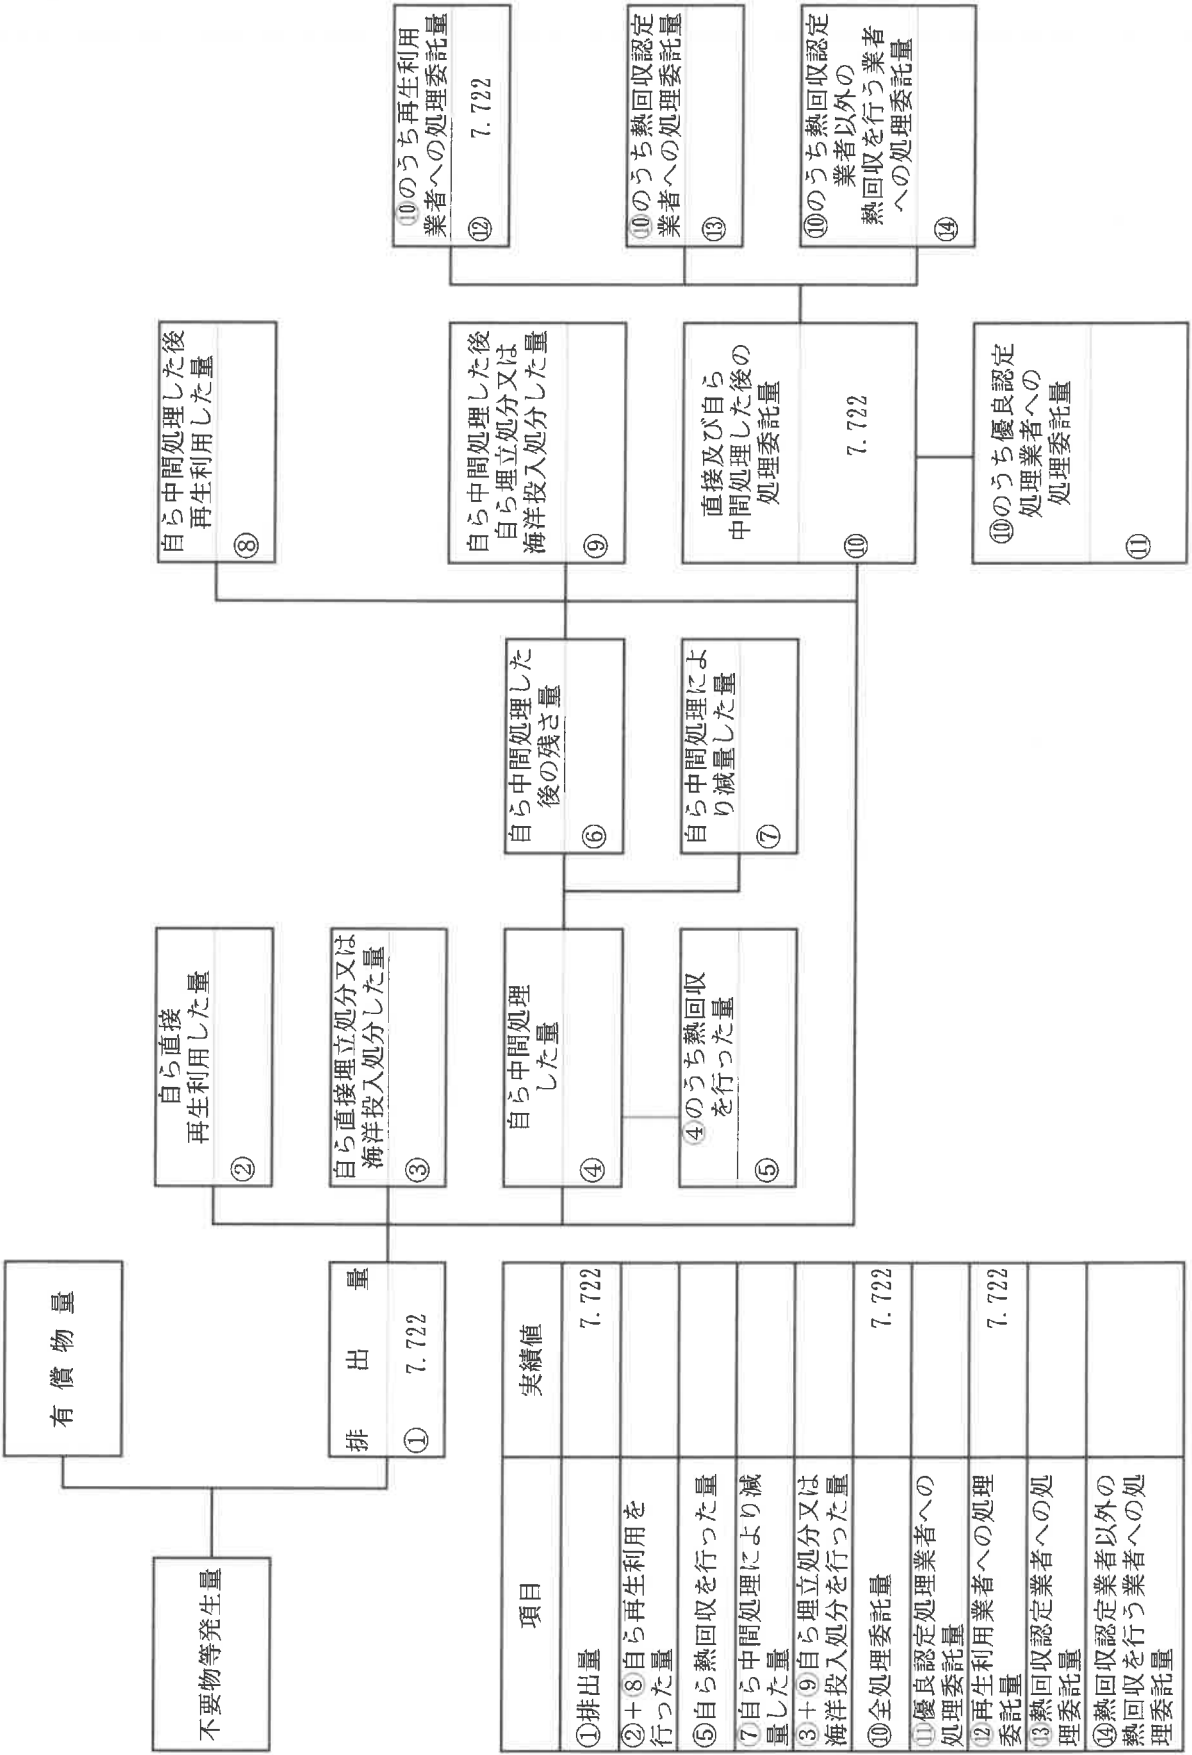 有 償 物 量
不要物等発生量
排 出 量
① 7.722
自ら直接
再生利用した量
②
自ら直接埋立処分又は
海洋投入処分した量
③
自ら中間処理
した量
④
④のうち熱回収
を行った量
⑤
自ら中間処理した
後の残さ量
⑥
自ら中間処理によ
り減量した量
⑦
自ら中間処理した後
再生利用した量
⑧
自ら中間処理した後
自ら埋立処分又は
海洋投入処分した量
⑨
直接及び自ら
中間処理した後の
処理委託量
⑩ 7.722
⑩のうち優良認定
処理業者への
処理委託量
⑪
⑩のうち再生利用
業者への処理委託量
⑫ 7.722
⑩のうち熱回収認定
業者への処理委託量
⑬
⑩のうち熱回収認定
業者以外の
熱回収を行う業者
への処理委託量
⑭
項目 実績値
①排出量 7.722
②+⑧自ら再生利用を
行った量
⑤自ら熱回収を行った量
⑦自ら中間処理により減
量した量
③+⑨自ら埋立処分又は
海洋投入処分を行った量
⑩全処理委託量 7.722
⑪優良認定処理業者への
処理委託量
⑫再生利用業者への処理
委託量 7.722
⑬熱回収認定業者への処
理委託量
⑭熱回収認定業者以外の
熱回収を行う業者への処
理委託量